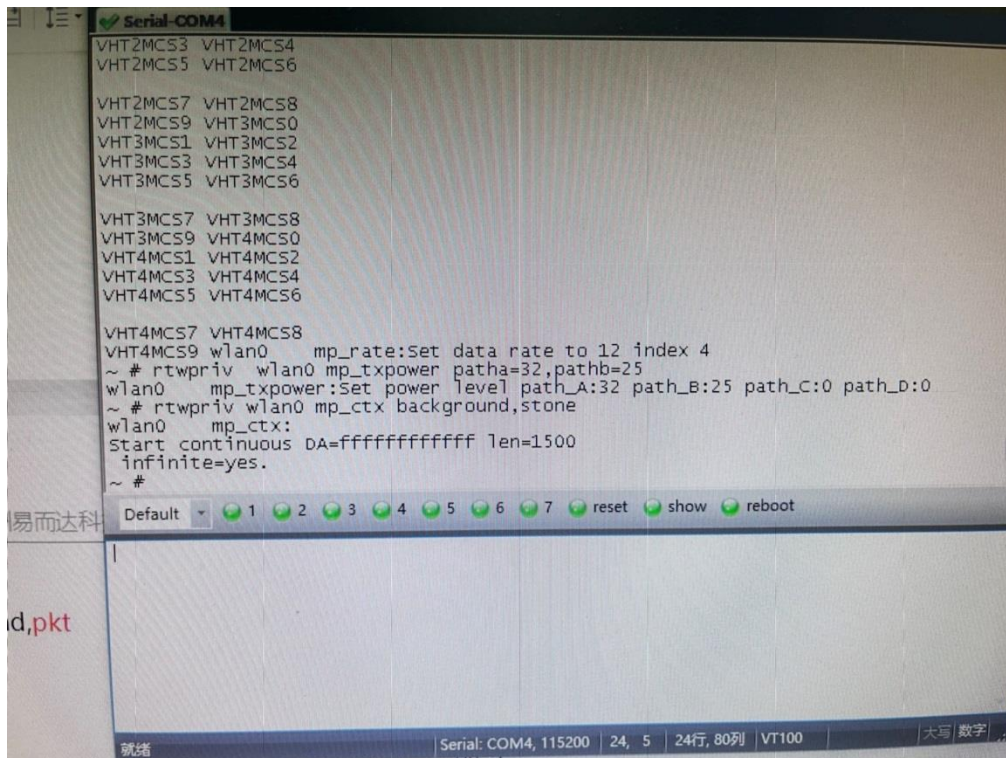 Serial-COM4
VHT2MCS3 VHT2MCS4
VHT2MCS5 VHT2MCS6
VHT2MCS7 VHT2MCS8
VHT2MCS9 VHT3MCS0
VHT3MCS1 VHT3MCS2
VHT3MCS3 VHT3MCS4
VHT3MCS5 VHT3MCS6
VHT3MCS7 VHT3MCS8
VHT3MCS9 VHT4MCS0
VHT4MCS1 VHT4MCS2
VHT4MCS3 VHT4MCS4
VHT4MCS5 VHT4MCS6
VHT4MCS7 VHT4MCS8
VHT4MCS9 wlan0 mp_rate:Set data rate to 12 index 4
~ # rtwpriv wlan0 mp_txpower patha=32,pathb=25
wlan0 mp_txpower:Set power level path_A:32 path_B:25 path_C:0 path_D:0
~ # rtwpriv wlan0 mp_ctx background,stone
wlan0 mp_ctx:
Start continuous DA=ffffffffffff len=1500
infinite=yes.
~ #
Default 1 2 3 4 5 6 7 reset show reboot
易而达科
d,pkt
就绪 Serial: COM4, 115200 24, 5 24行, 80列 VT100 大写 数字